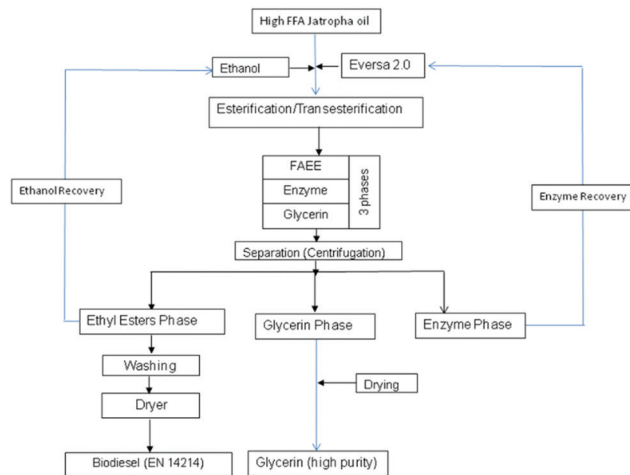 High FFA Jatropha oil
Ethanol
Eversa 2.0
Esterification/Transesterification
Ethanol Recovery
FAEE
Enzyme
Glycerin
3 phases
Enzyme Recovery
Separation (Centrifugation)
Ethyl Esters Phase
Glycerin Phase
Enzyme Phase
Washing
Drying
Dryer
Biodiesel (EN 14214)
Glycerin (high purity)